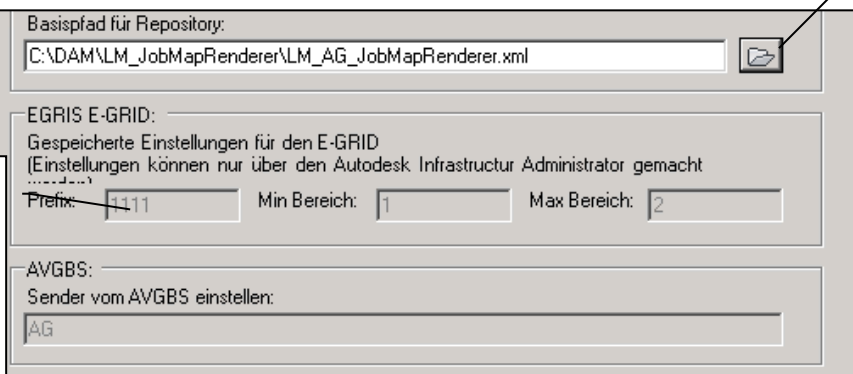 Basispfad für Repository:
C:\DAM\LM_JobMapRenderer\LM_AG_JobMapRenderer.xml
EGRIS E-GRID:
Gespeicherte Einstellungen für den E-GRID
(Einstellungen können nur über den Autodesk Infrastructur Administrator gemacht
Prefix: 1111 Min Bereich: 1 Max Bereich: 2
AVGBS:
Sender vom AVGBS einstellen:
AG